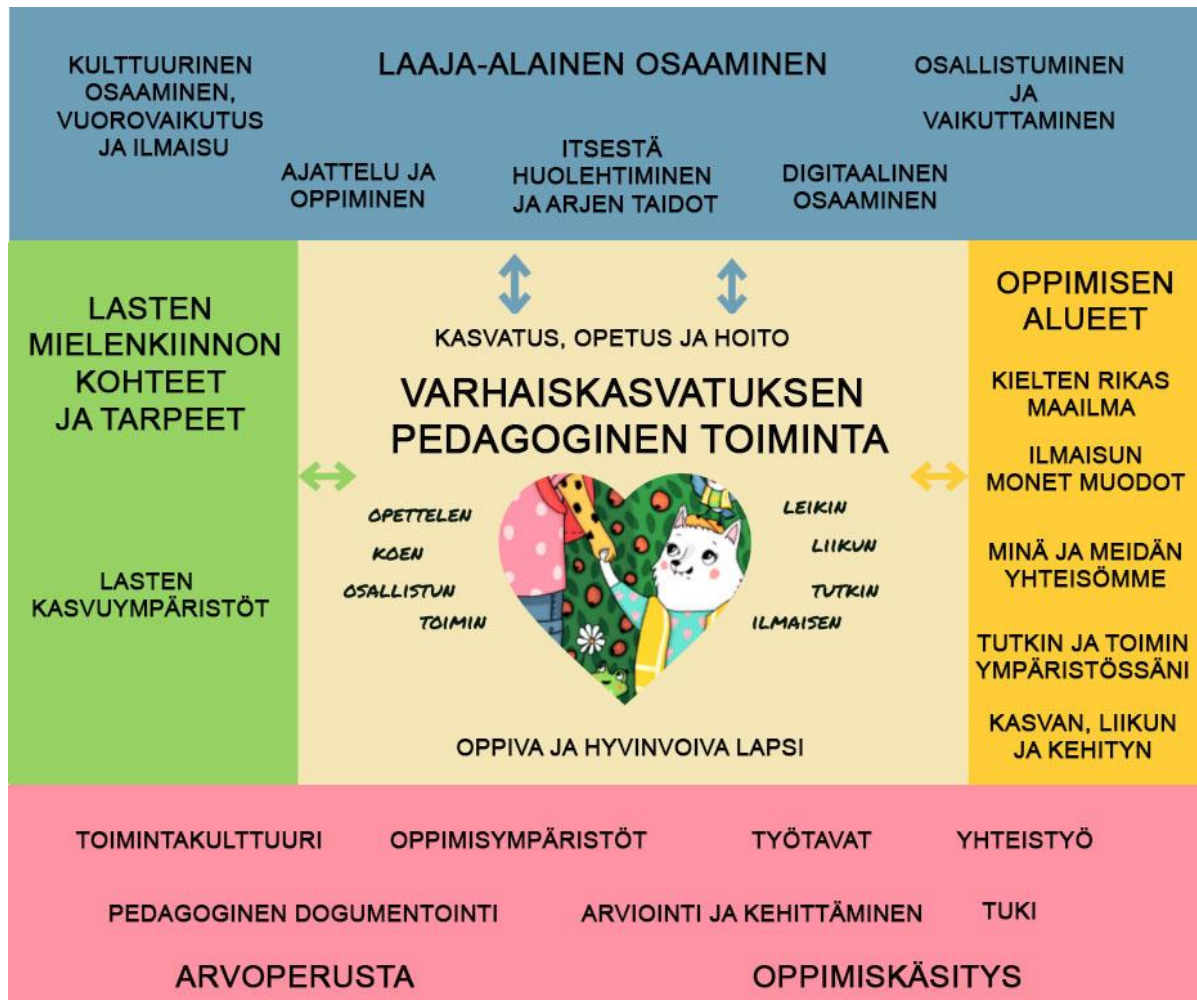 LAAJA-ALAINEN OSAAMINEN
KULTTUURINEN
OSAAMINEN,
VUOROVAIKUTUS
JA ILMAISU
AJATTELU JA
OPPIMINEN
ITSESTÄ
HUOLEHTIMINEN
JA ARJEN TAIDOT
DIGITAALINEN
OSAAMINEN
OSALLISTUMINEN
JA
VAIKUTTAMINEN
LASTEN
MIELENKIINNON
KOHTEET
JA TARPEET
LASTEN
KASVUYMPÄRISTÖT
KASVATUS, OPETUS JA HOITO
VARHAISKASVATUKSEN
PEDAGOGINEN TOIMINTA
OPETTELEN
KOEN
OSALLISTUN
TOIMIN
LEIKIN
LIIKUN
TUTKIN
ILMAISEN
OPPIVA JA HYVINVOIVA LAPSI
OPPIMISEN
ALUEET
KIELTEN RIKAS
MAAILMA
ILMAISUN
MONET MUODOT
MINÄ JA MEIDÄN
YHTEISÖMME
TUTKIN JA TOIMIN
YMPÄRISTÖSSÄNI
KASVAN, LIIKUN
JA KEHITYN
TOIMINTAKULTTUURI
OPPIMISYMPÄRISTÖT
TYÖTAVAT
YHTEISTYÖ
PEDAGOGINEN DOGUMENTOINTI
ARVIOINTI JA KEHITTÄMINEN
TUKI
ARVOPERUSTA
OPPIMISKÄSITYS